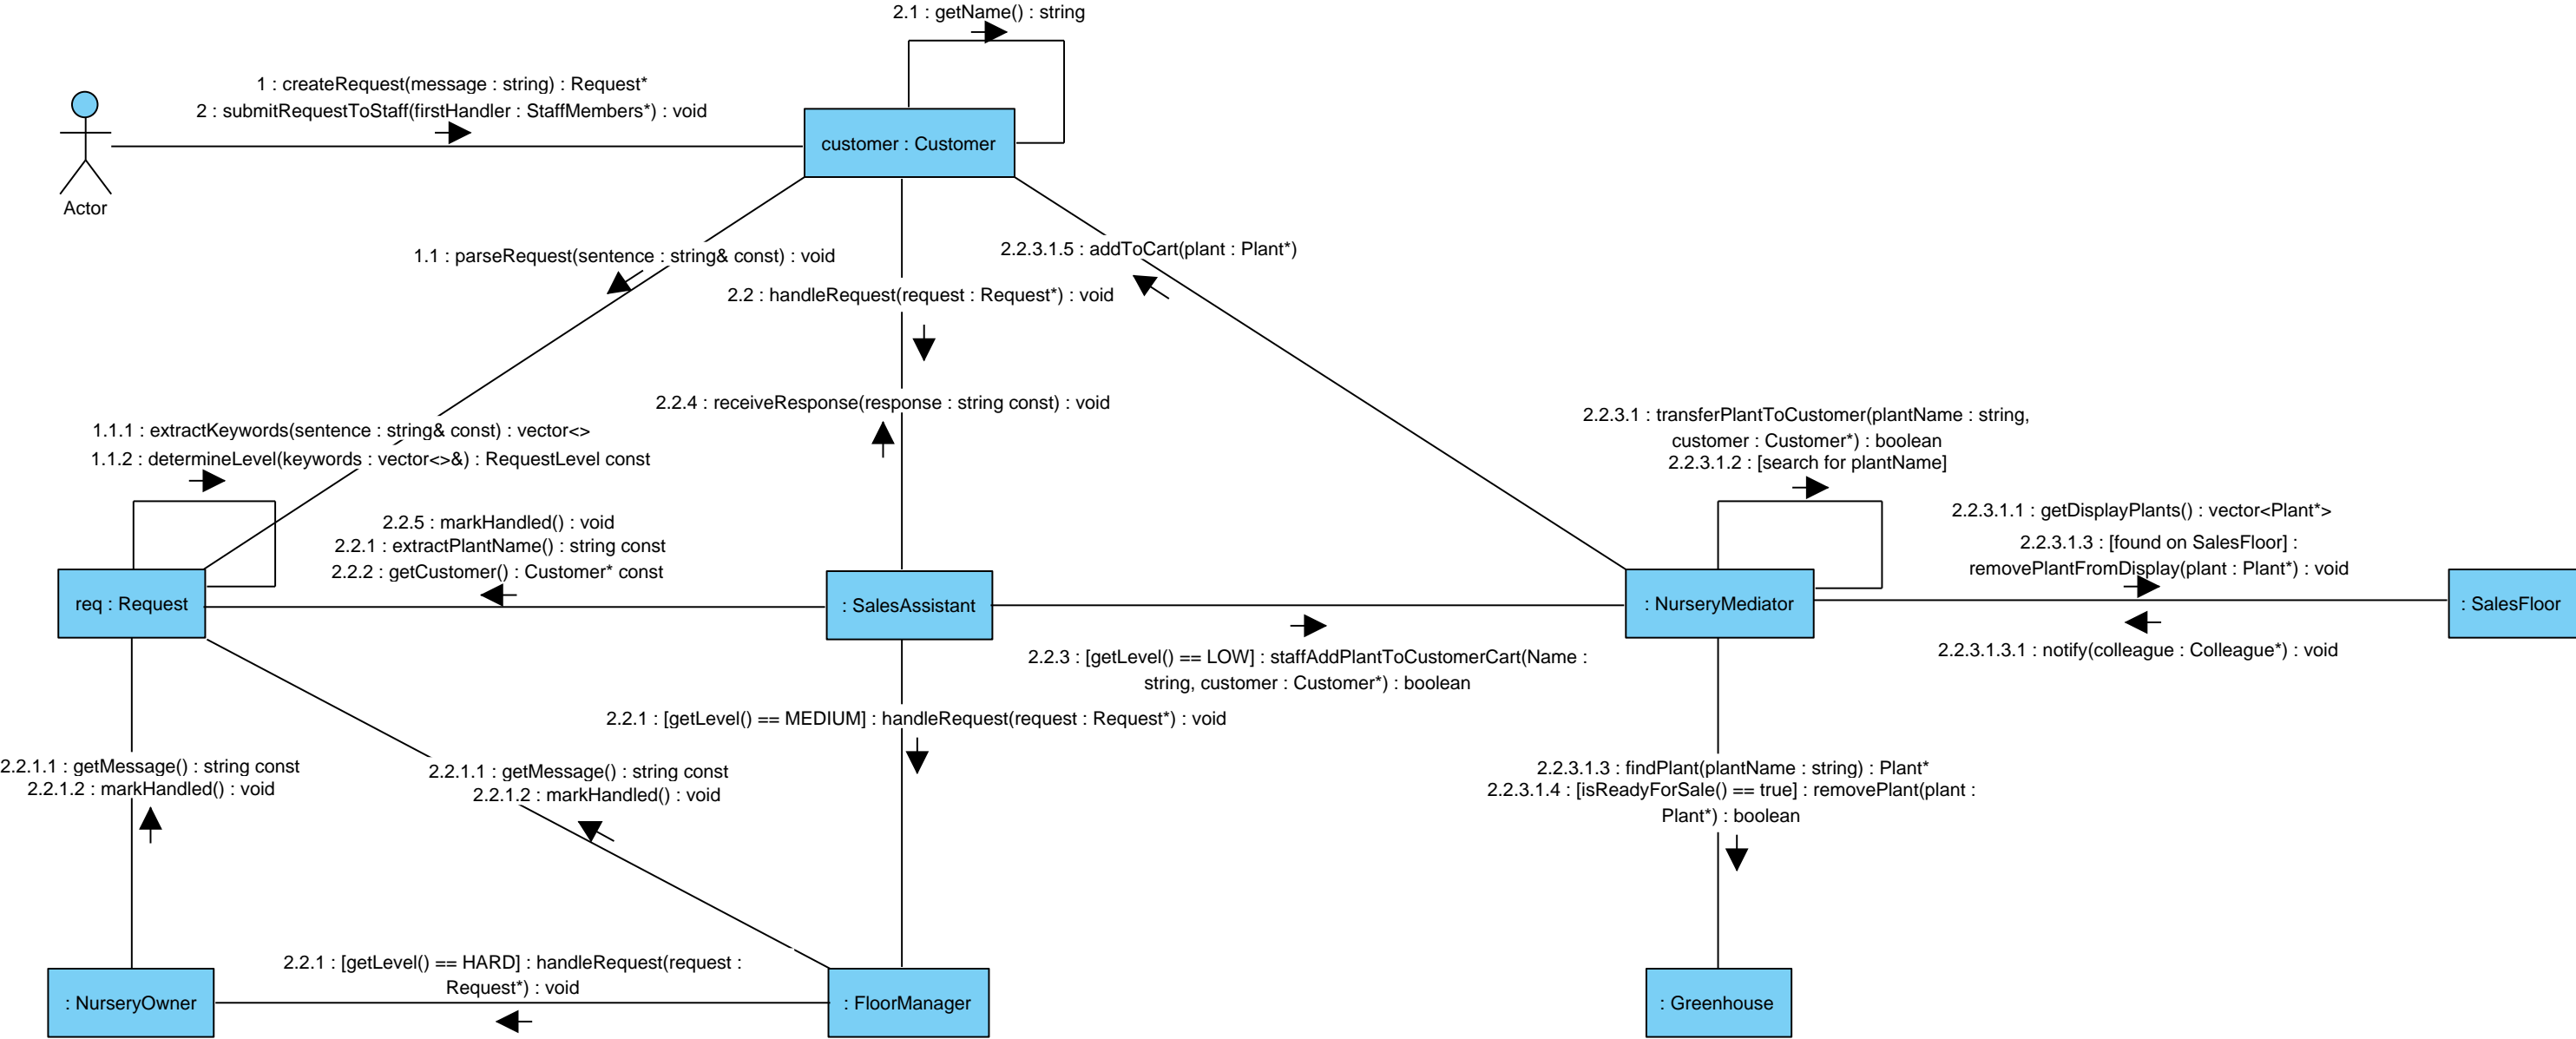 2.1 : getName() : string
1 : createRequest(message : string) : Request*
2 : submitRequestToStaff(firstHandler : StaffMembers*) : void
customer : Customer
Actor
1.1 : parseRequest(sentence : string& const) : void
2.2.3.1.5 : addToCart(plant : Plant*)
2.2 : handleRequest(request : Request*) : void
2.2.4 : receiveResponse(response : string const) : void
1.1.1 : extractKeywords(sentence : string& const) : vector<>
1.1.2 : determineLevel(keywords : vector<>&) : RequestLevel const
2.2.3.1 : transferPlantToCustomer(plantName : string,
customer : Customer*) : boolean
2.2.3.1.2 : [search for plantName]
2.2.5 : markHandled() : void
2.2.1 : extractPlantName() : string const
2.2.2 : getCustomer() : Customer* const
2.2.3.1.1 : getDisplayPlants() : vector<Plant*>
2.2.3.1.3 : [found on SalesFloor] :
removePlantFromDisplay(plant : Plant*) : void
req : Request
: SalesAssistant
: NurseryMediator
: SalesFloor
2.2.3 : [getLevel() == LOW] : staffAddPlantToCustomerCart(Name :
string, customer : Customer*) : boolean
2.2.3.1.3.1 : notify(colleague : Colleague*) : void
2.2.1 : [getLevel() == MEDIUM] : handleRequest(request : Request*) : void
2.2.1.1 : getMessage() : string const
2.2.1.2 : markHandled() : void
2.2.1.1 : getMessage() : string const
2.2.1.2 : markHandled() : void
2.2.3.1.3 : findPlant(plantName : string) : Plant*
2.2.3.1.4 : [isReadyForSale() == true] : removePlant(plant :
Plant*) : boolean
2.2.1 : [getLevel() == HARD] : handleRequest(request :
Request*) : void
: NurseryOwner
: FloorManager
: Greenhouse